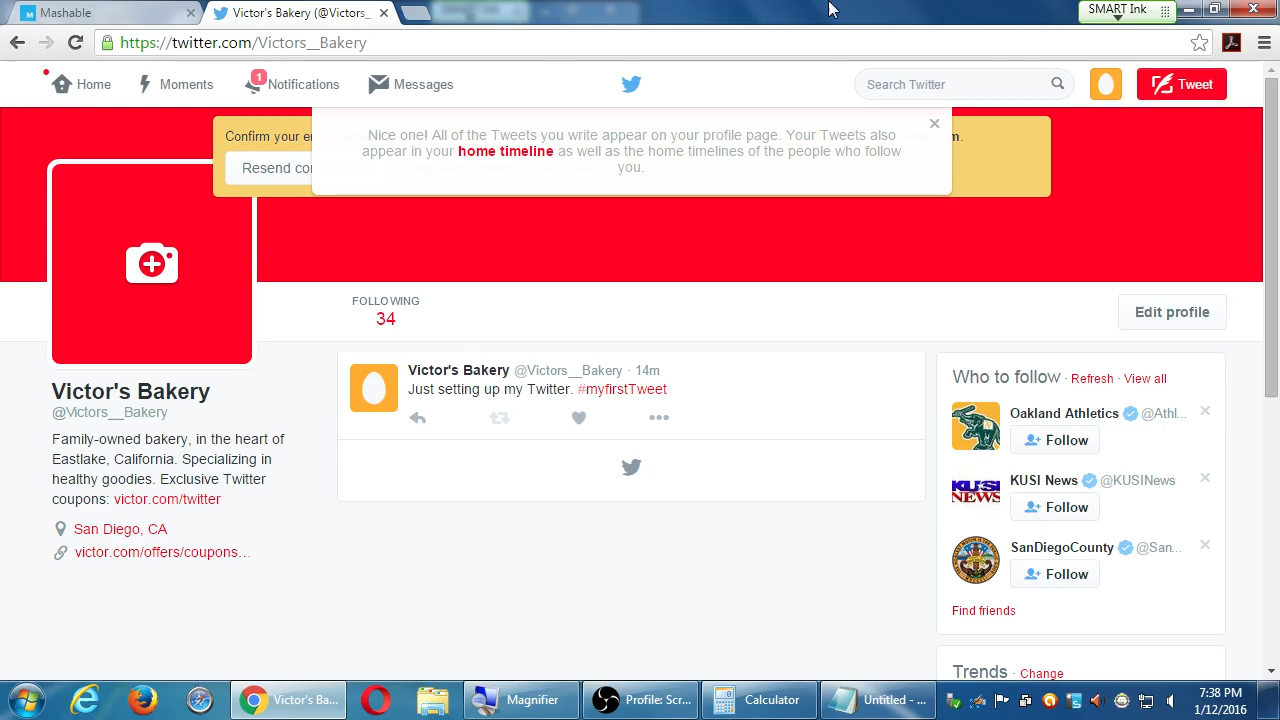 Mashable
Victor's Bakery (@Victors_
SMART Ink
https://twitter.com/Victors__Bakery
Home
Moments
1
Notifications
Messages
Search Twitter
Tweet
Confirm your e
m.
Nice one! All of the Tweets you write appear on your profile page. Your Tweets also
appear in your home timeline as well as the home timelines of the people who follow
you.
Resend co
FOLLOWING
34
Edit profile
Victor's Bakery
@Victors__Bakery
Family-owned bakery, in the heart of
Eastlake, California. Specializing in
healthy goodies. Exclusive Twitter
coupons: victor.com/twitter
San Diego, CA
victor.com/offers/coupons...
Victor's Bakery @Victors__Bakery · 14m
Just setting up my Twitter. #myfirstTweet
Who to follow · Refresh · View all
Oakland Athletics @Athl...
Follow
KUSI NEWS
KUSI News @KUSINews
Follow
SanDiegoCounty @San...
Follow
Find friends
Trends · Change
Victor's Ba...
Magnifier
Profile: Scr...
Calculator
Untitled - ...
7:38 PM
1/12/2016